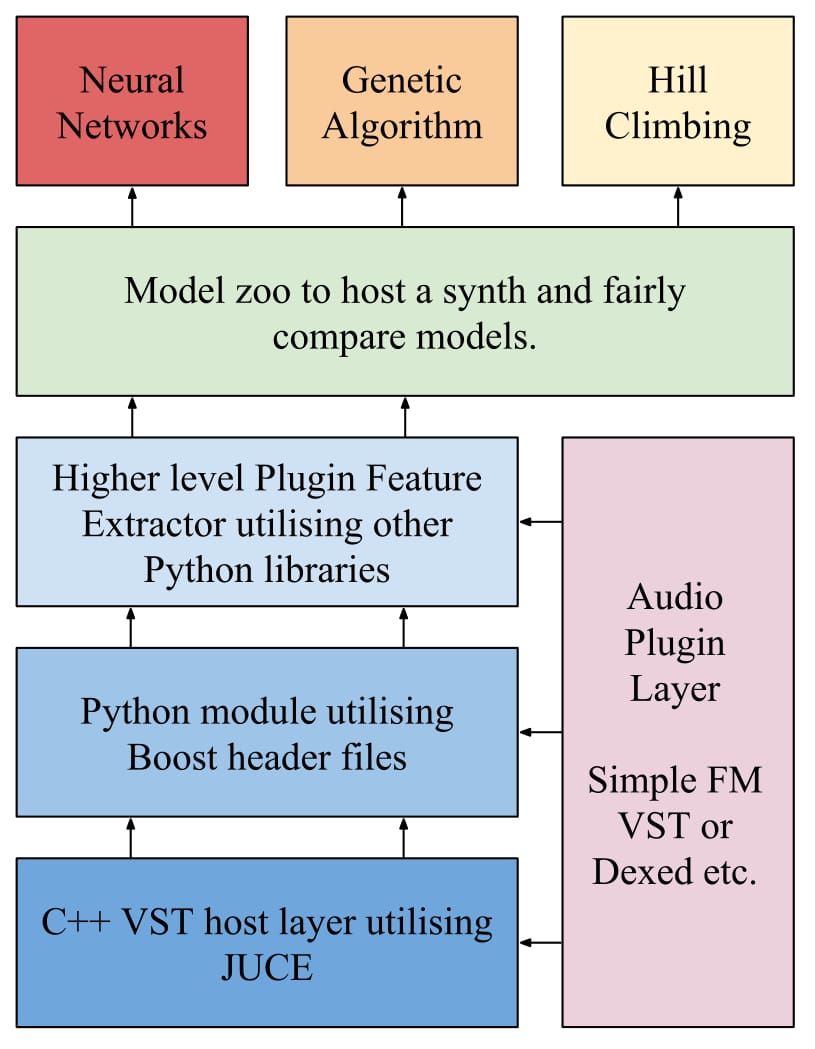 Neural
Networks
Genetic
Algorithm
Hill
Climbing
Model zoo to host a synth and fairly
compare models.
Higher level Plugin Feature
Extractor utilising other
Python libraries
Python module utilising
Boost header files
C++ VST host layer utilising
JUCE
Audio
Plugin
Layer
Simple FM
VST or
Dexed etc.